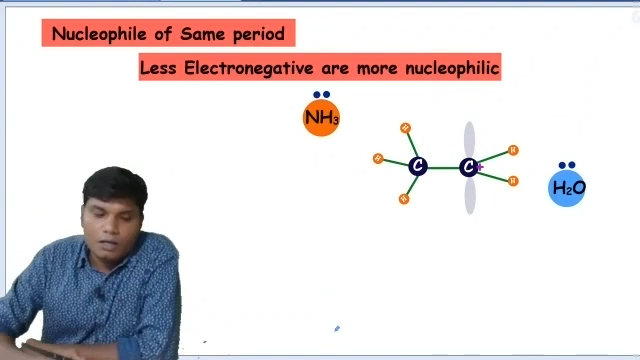 Nucleophile of Same period
Less Electronegative are more nucleophilic
NH₃
H
H
H
C
C
+
H
H
H₂O